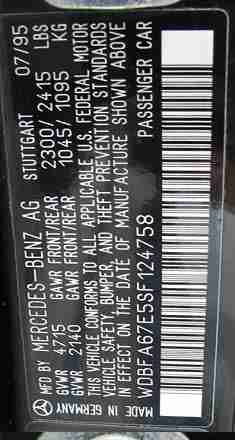 MERCEDES-BENZ AG STUTTGART 07/95
GVWR 4715 GAWR FRONT/REAR 2300/ 2415 LBS
GVWR 2140 GAWR FRONT/REAR 1045/ 1095 KG
THIS VEHICLE CONFORMS TO ALL APPLICABLE U.S. FEDERAL MOTOR
VEHICLE SAFETY, BUMPER, AND THEFT PREVENTION STANDARDS
IN EFFECT ON THE DATE OF MANUFACTURE SHOWN ABOVE
WDBFA67E5SF124758 PASSENGER CAR
MADE IN GERMANY